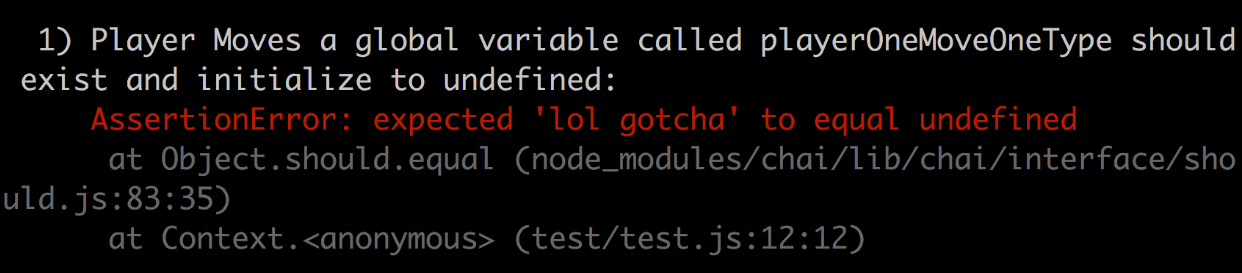 1) Player Moves a global variable called playerOneMoveOneType should
exist and initialize to undefined:
AssertionError: expected 'lol gotcha' to equal undefined
at Object.should.equal (node_modules/chai/lib/chai/interface/sho
uld.js:83:35)
at Context.<anonymous> (test/test.js:12:12)